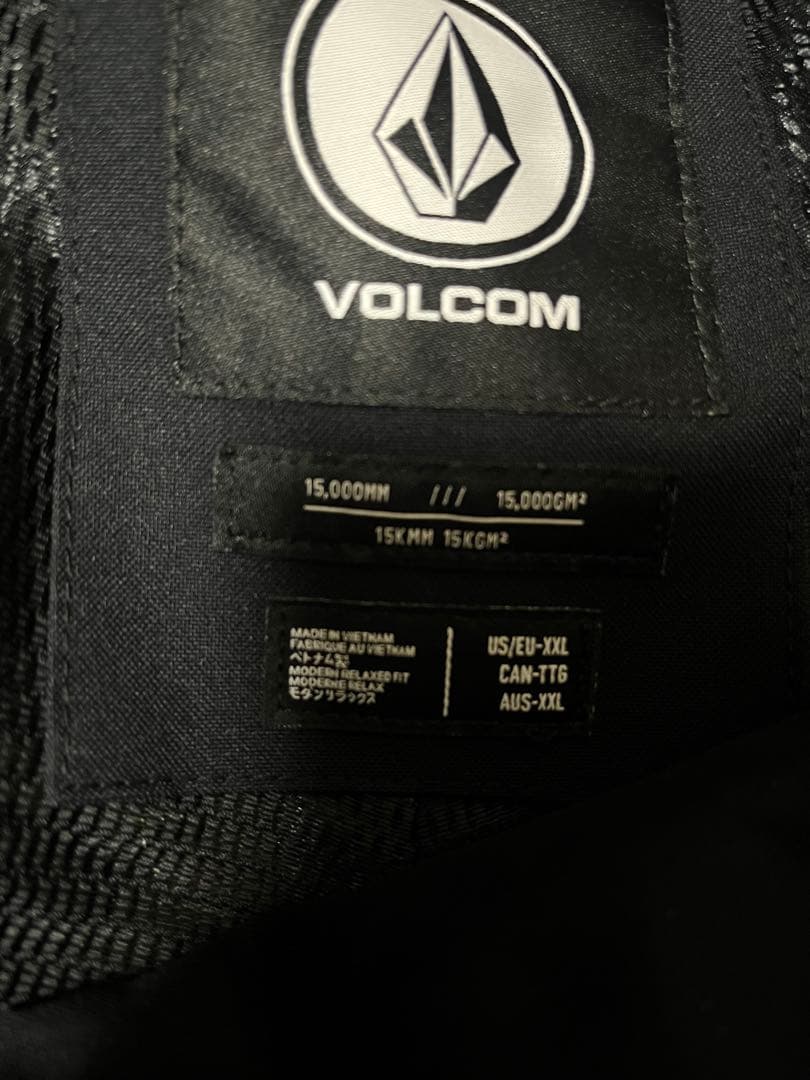 VOLCOM
15,000MM /// 15,000GM²
15KMM 15KGM²
MADE IN VIETNAM
FABRIQUE AU VIETNAM
ベトナム製
MODERN RELAXED FIT
MODERNE RELAX
モダンリラックス
US/EU-XXL
CAN-TTG
AUS-XXL